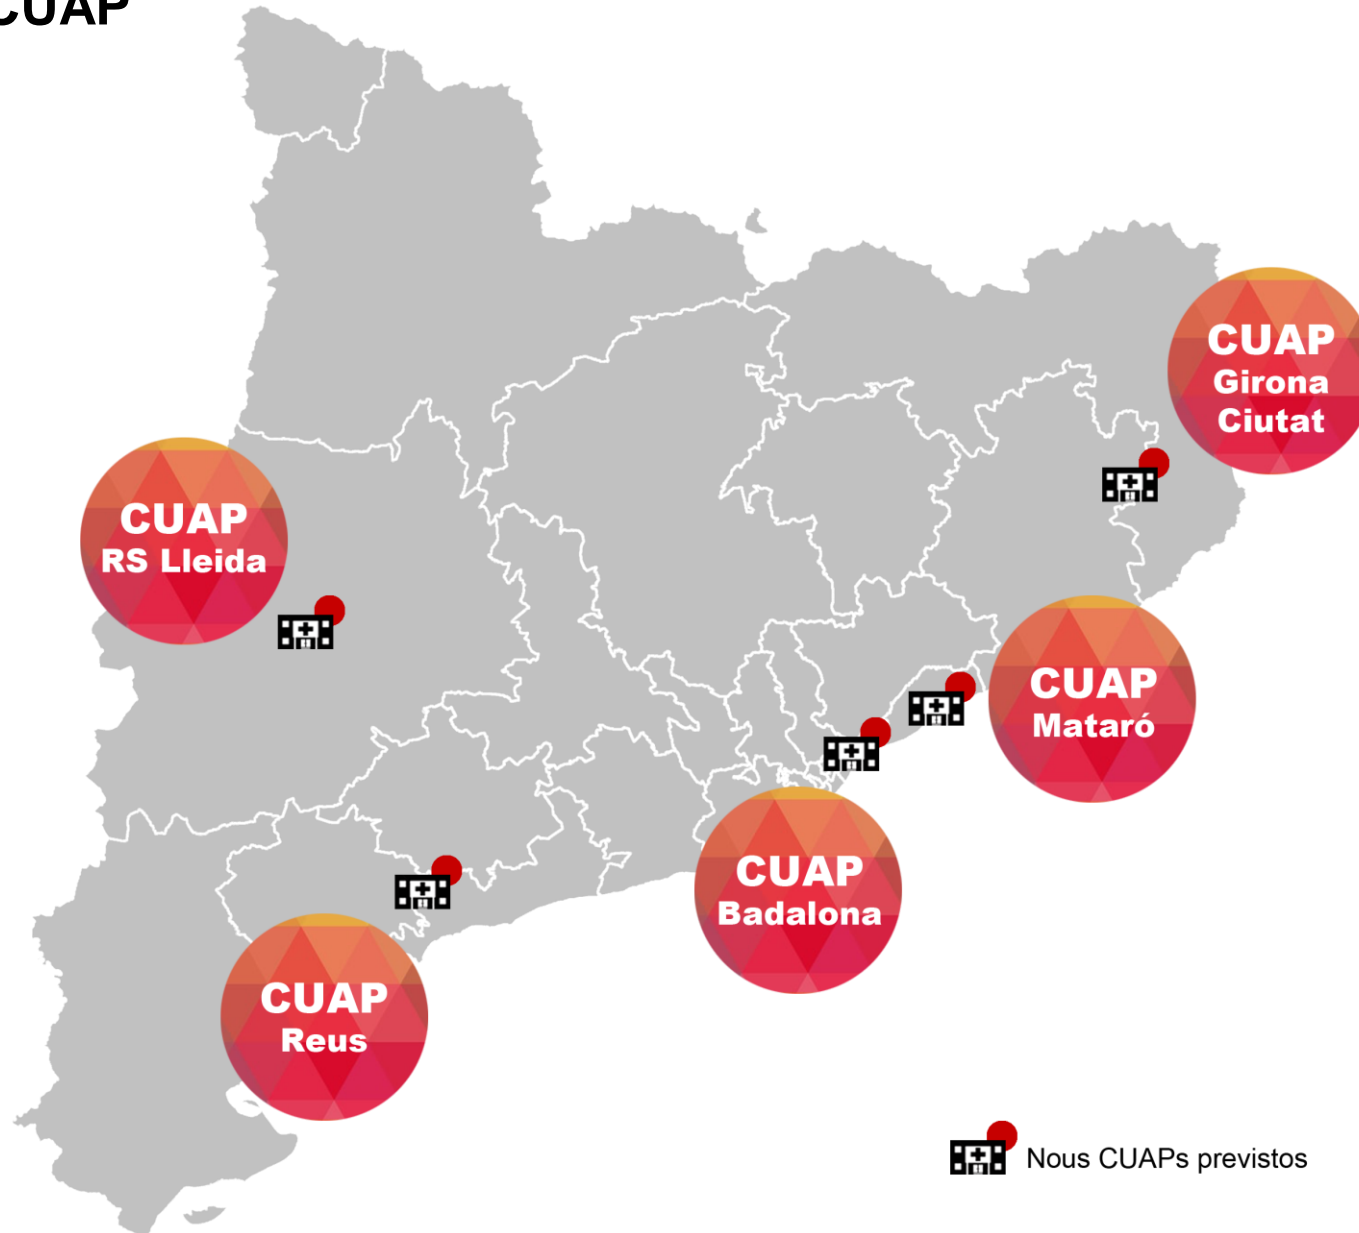 CUAP
CUAP
Girona
Ciutat
CUAP
RS Lleida
CUAP
Mataró
CUAP
Badalona
CUAP
Reus
Nous CUAPs previstos